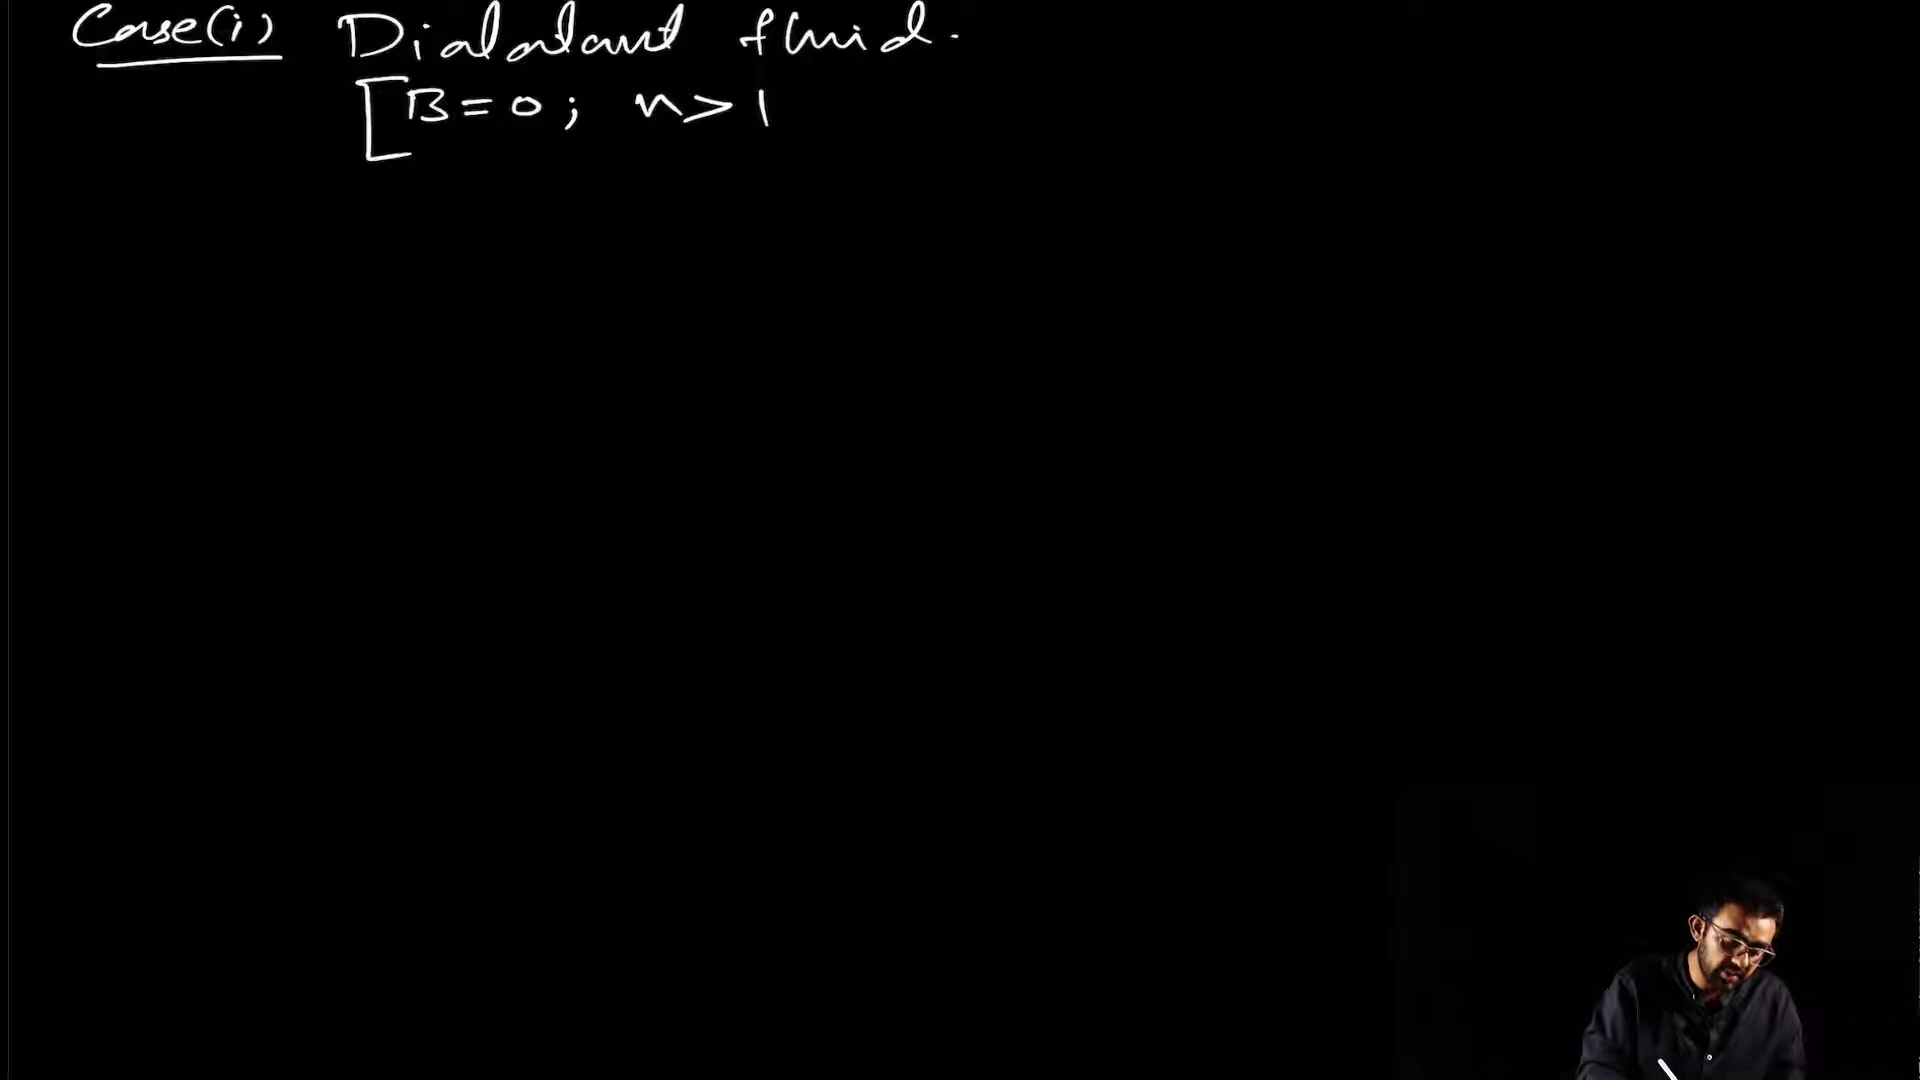 Case(i) Dialatant fluid.
[B=0; n>1